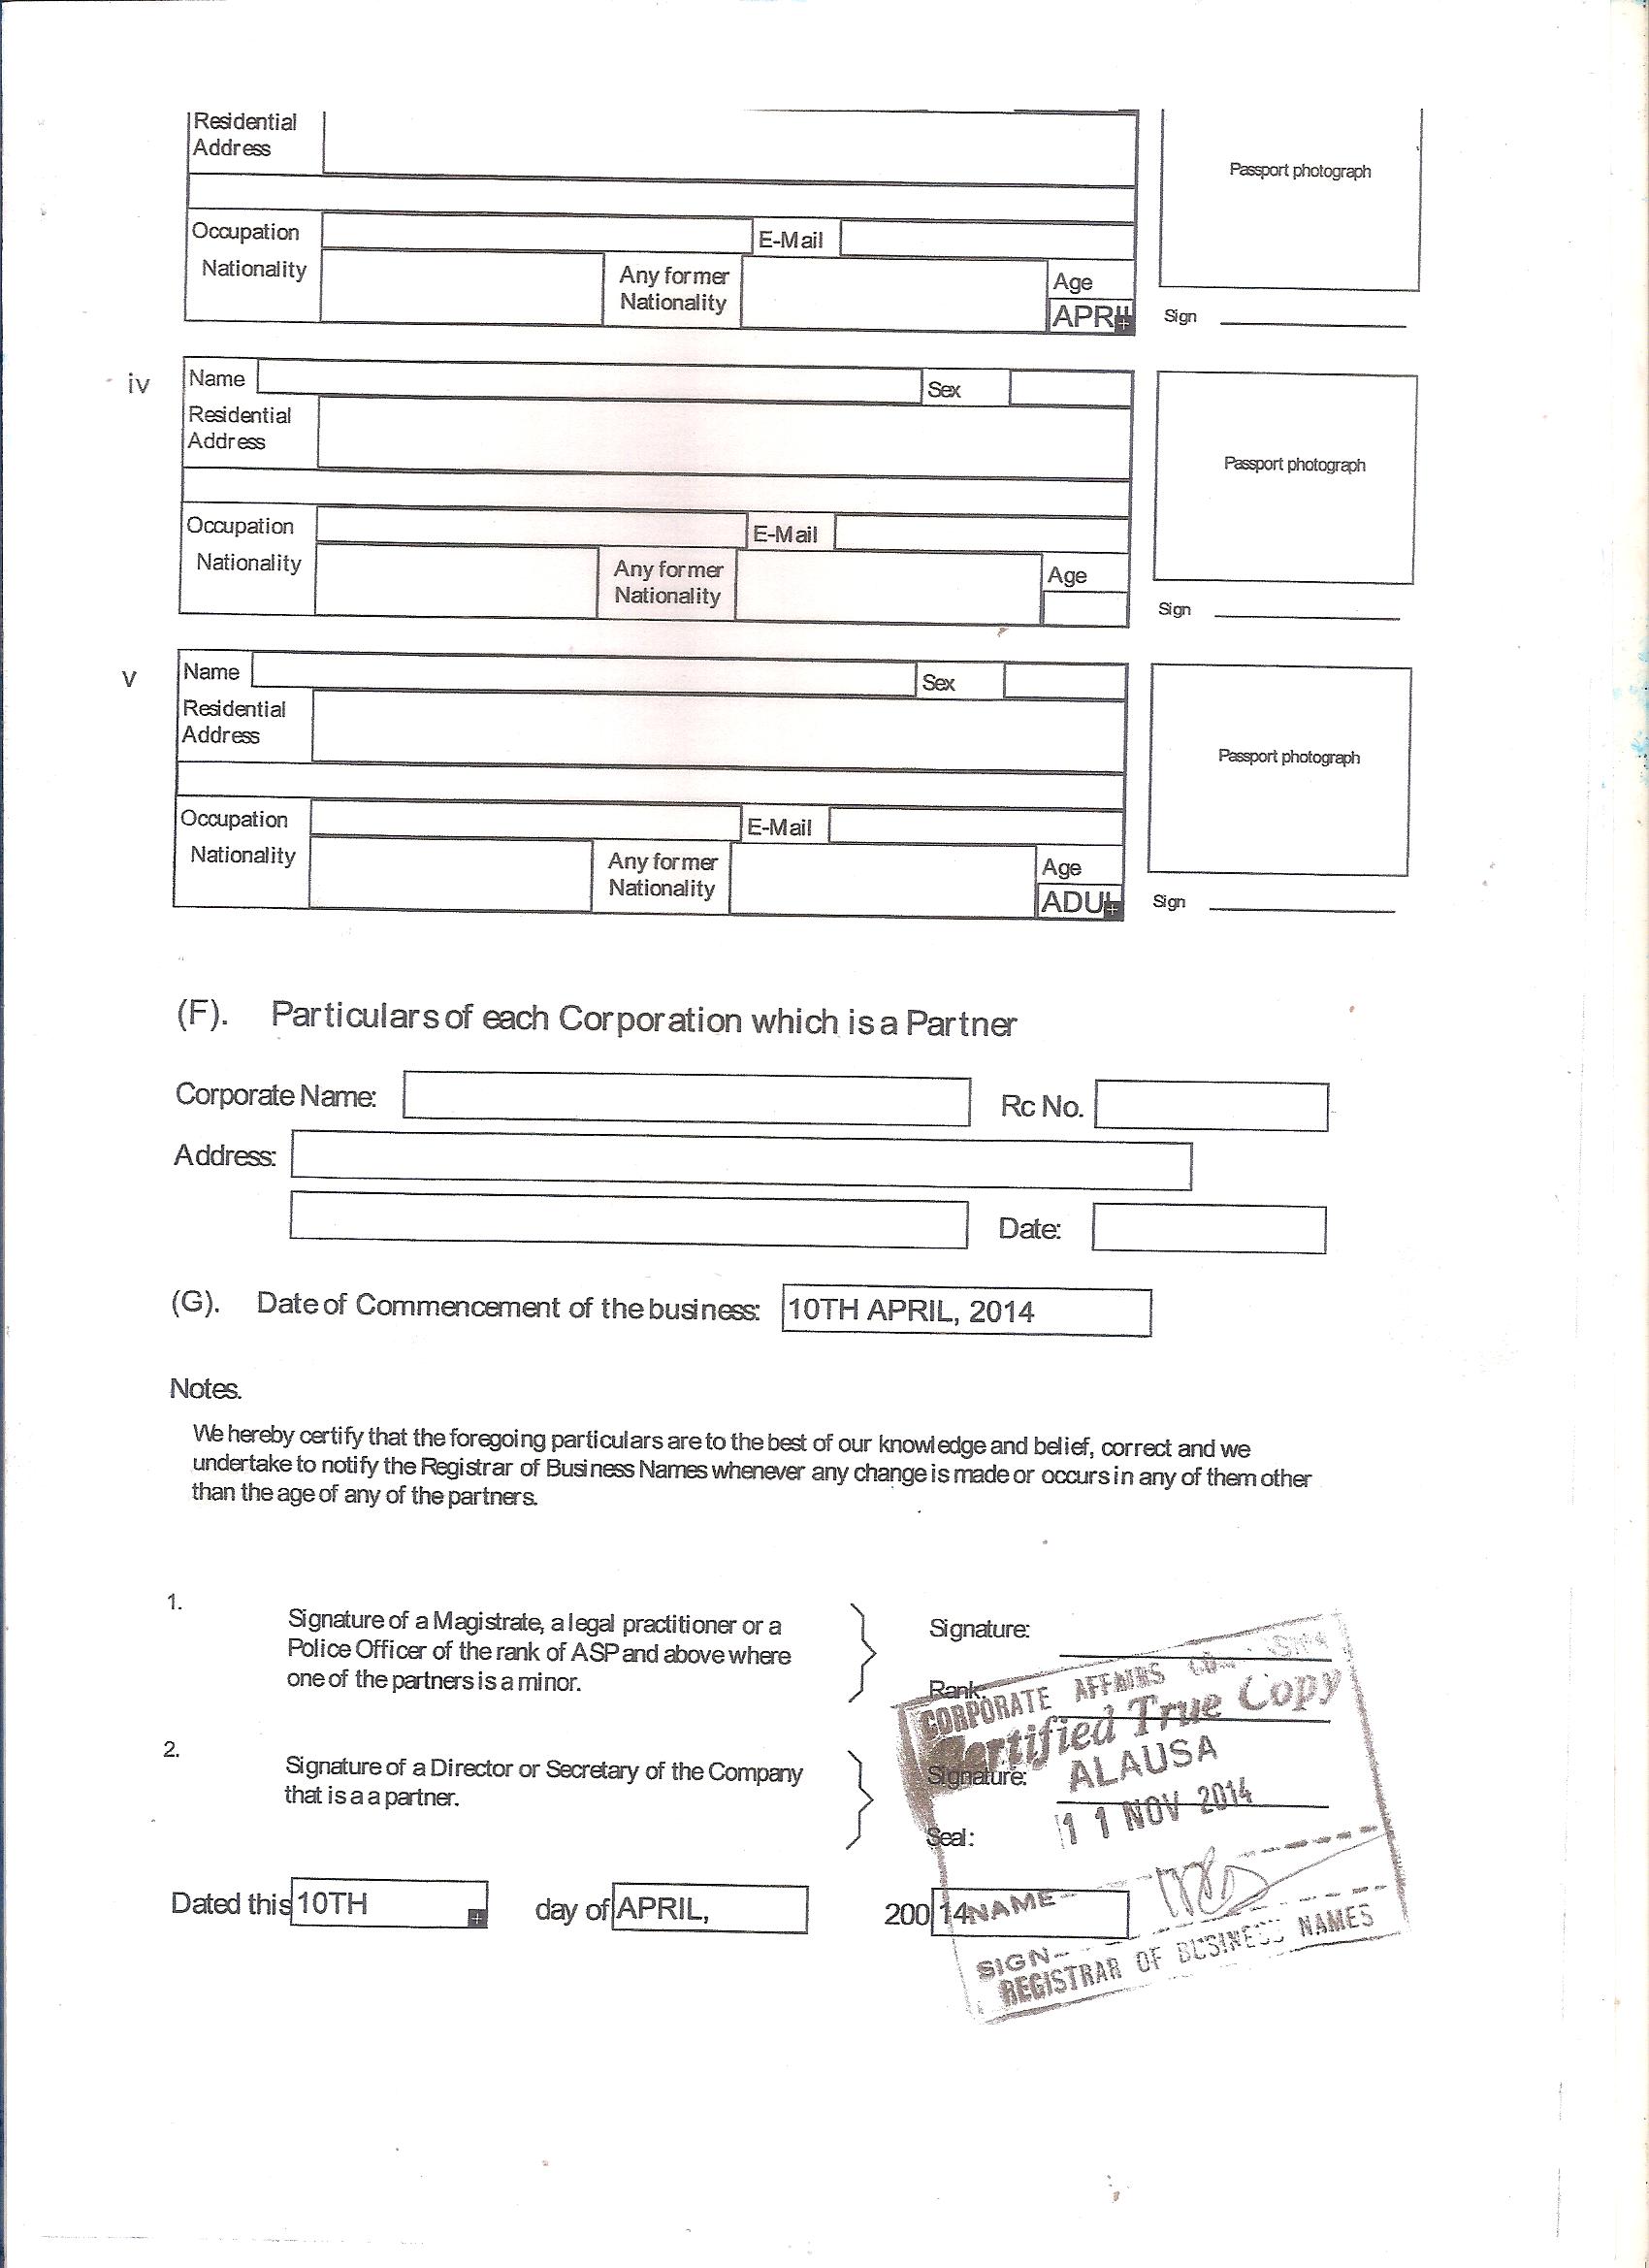 Residential
Address
Passport photograph
Occupation
E-Mail
Nationality
Any former
Nationality
Age
Sign
iv
Name
Sex
Residential
Address
Passport photograph
Occupation
E-Mail
Nationality
Any former
Nationality
Age
Sign
v
Name
Sex
Residential
Address
Passport photograph
Occupation
E-Mail
Nationality
Any former
Nationality
Age
Sign
(F). Particulars of each Corporation which is a Partner
Corporate Name: Rc No.
Address:
Date:
(G). Date of Commencement of the business: 10TH APRIL, 2014
Notes.
We hereby certify that the foregoing particulars are to the best of our knowledge and belief, correct and we
undertake to notify the Registrar of Business Names whenever any change is made or occurs in any of them other
than the age of any of the partners.
1.
Signature of a Magistrate, a legal practitioner or a
Police Officer of the rank of ASP and above where
one of the partners is a minor.
Signature:
Rank:
2.
Signature of a Director or Secretary of the Company
that is a a partner.
Signature:
Seal:
CORPORATE AFFAIRS
Certified True Copy
ALAUSA
11 NOV 2014
NAME
SIGN
REGISTRAR OF BUSINESS NAMES
Dated this 10TH day of APRIL, 200 14